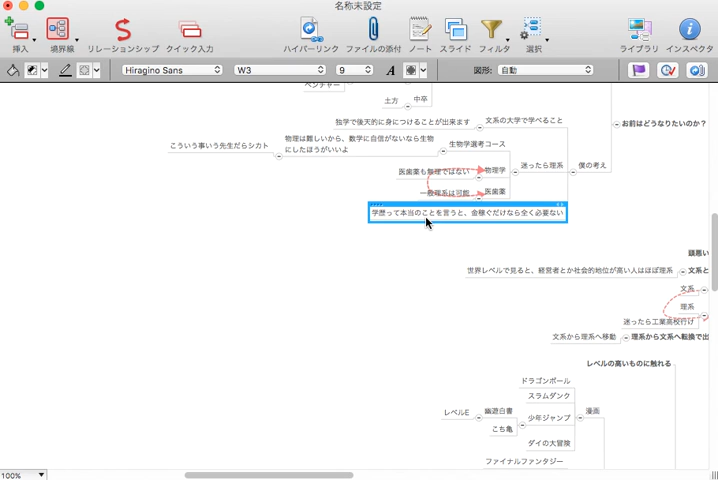 名称未設定
挿入
境界線
リレーションシップ
クイック入力
ハイパーリンク
ファイルの添付
ノート
スライド
フィルタ
選択
ライブラリ
インスペクタ
Hiragino Sans
W3
9
A
図形:
自動
ベンチャー
土方
中卒
お前はどうなりたいのか？
独学で後天的に身につけることが出来ます
文系の大学で学べること
こういう事いう先生だらシカト
物理は難しいから、数学に自信がないなら生物
にしたほうがいいよ
生物学選考コース
迷ったら理系
僕の考え
医歯薬も無理ではない
物理学
一般理系は可能
医歯薬
学歴って本当のことを言うと、金稼ぐだけなら全く必要ない
頭悪い
世界レベルで見ると、経営者とか社会的地位が高い人はほぼ理系
文系と
文系
理系
迷ったら工業高校行け
文系から理系へ移動
理系から文系へ転換で出
レベルの高いものに触れる
ドラゴンボール
スラムダンク
レベルE
幽遊白書
少年ジャンプ
漫画
こち亀
ダイの大冒険
ファイナルファンタジー
100%